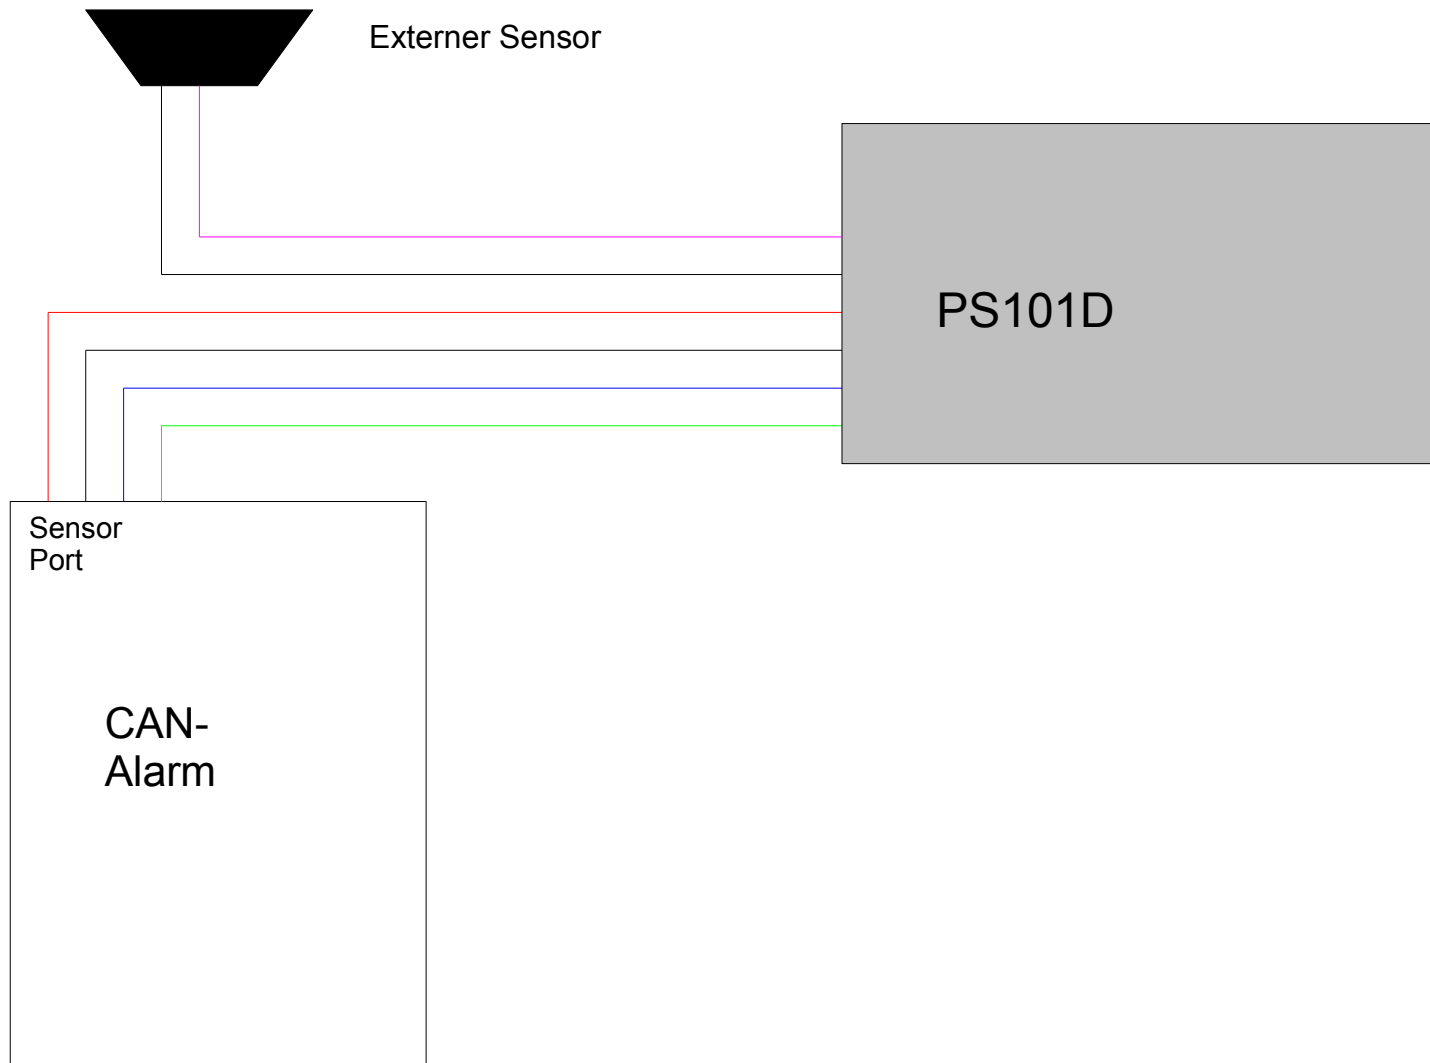 Externer Sensor
PS101D
Sensor
Port
CAN-
Alarm